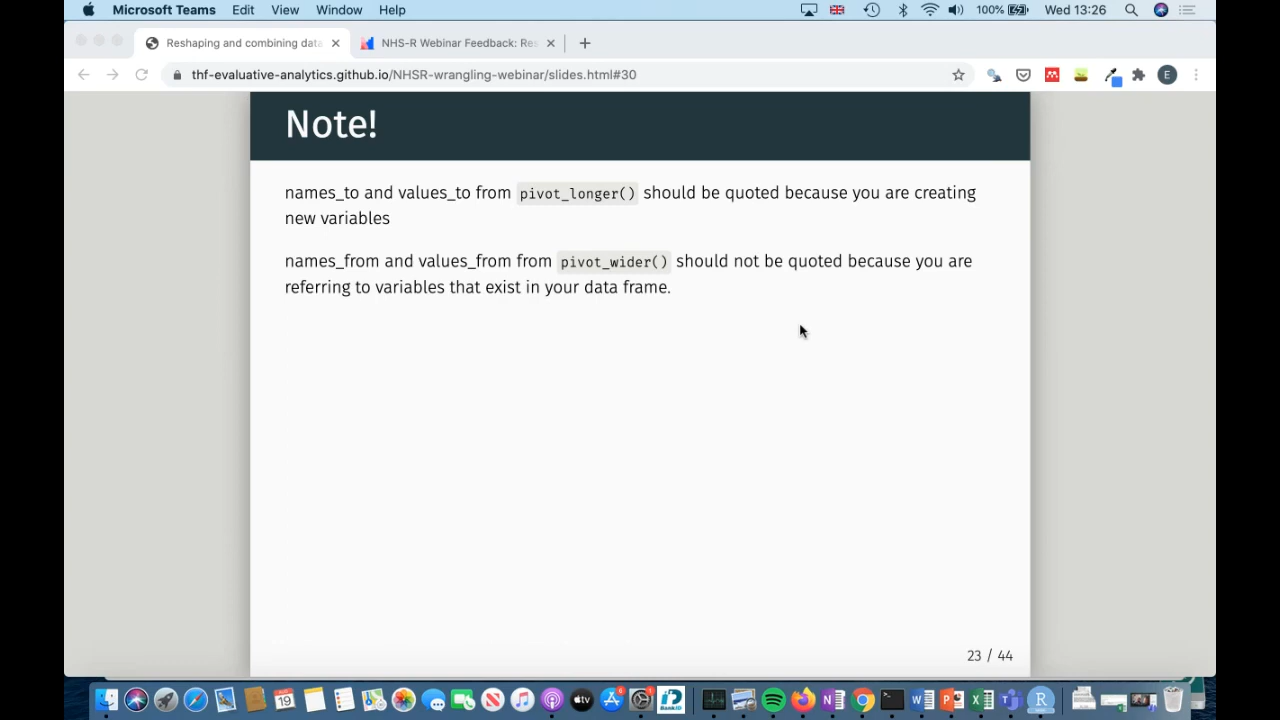 Microsoft Teams Edit View Window Help 100% Wed 13:26
Reshaping and combining data NHS-R Webinar Feedback: Res
thf-evaluative-analytics.github.io/NHSR-wrangling-webinar/slides.html#30 E
Note!
names_to and values_to from pivot_longer() should be quoted because you are creating
new variables
names_from and values_from from pivot_wider() should not be quoted because you are
referring to variables that exist in your data frame.
23 / 44